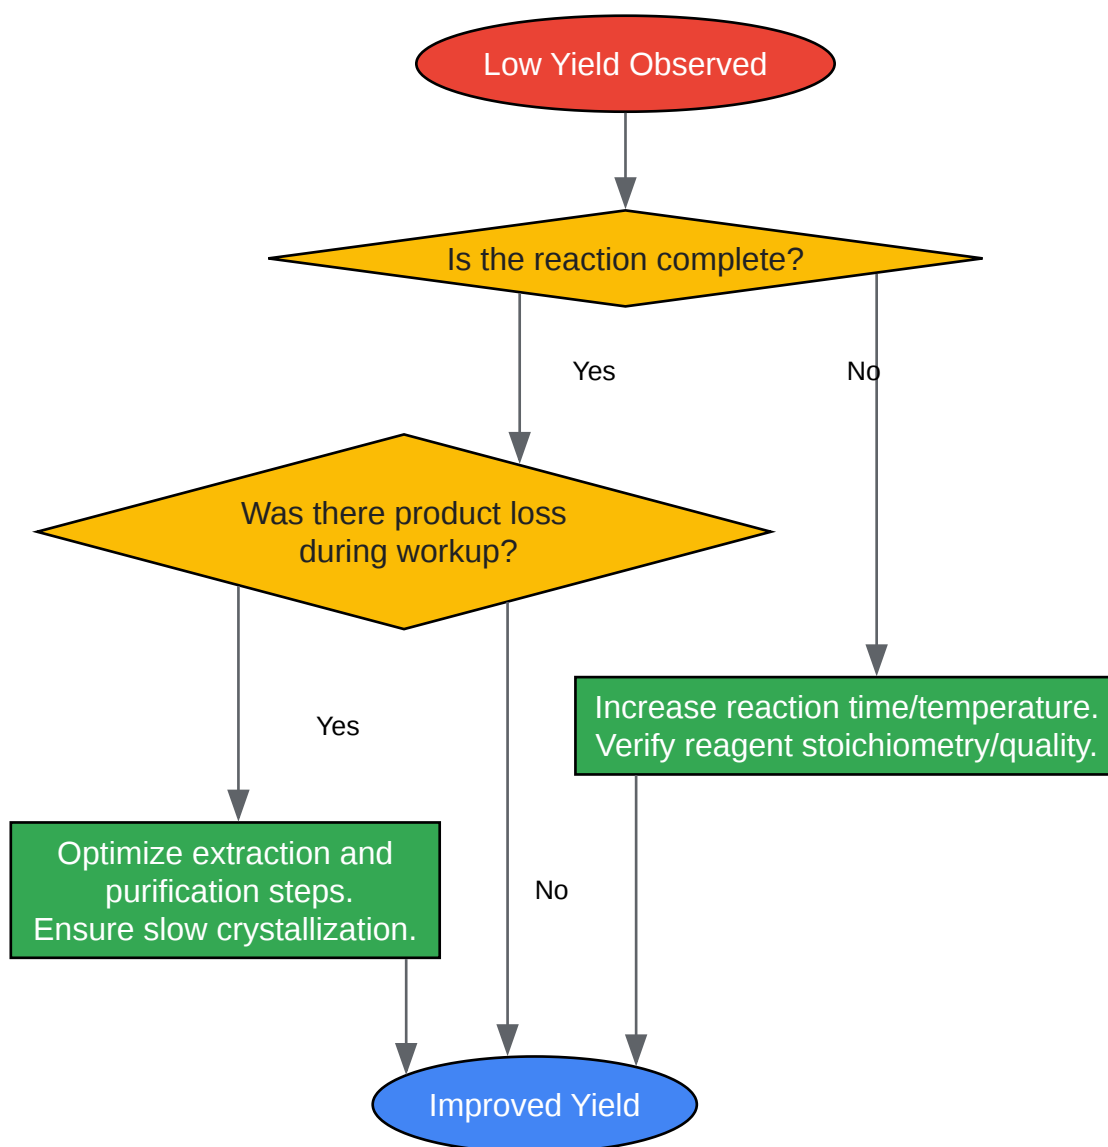 Low Yield Observed
Is the reaction complete?
Yes
No
Was there product loss
during workup?
Increase reaction time/temperature.
Verify reagent stoichiometry/quality.
Yes
Optimize extraction and
purification steps.
Ensure slow crystallization.
No
Improved Yield